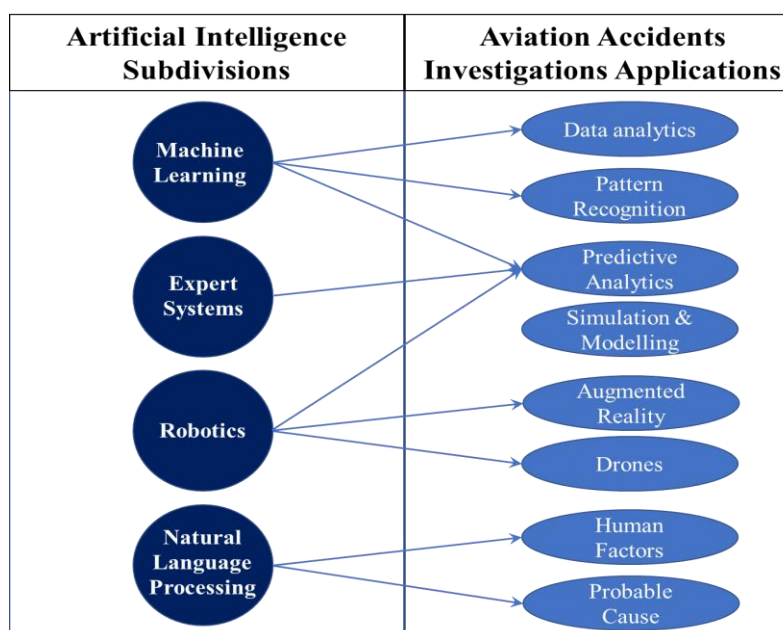 Artificial Intelligence
Subdivisions
Aviation Accidents
Investigations Applications
Machine
Learning
Expert
Systems
Robotics
Natural
Language
Processing
Data analytics
Pattern
Recognition
Predictive
Analytics
Simulation &
Modelling
Augmented
Reality
Drones
Human
Factors
Probable
Cause